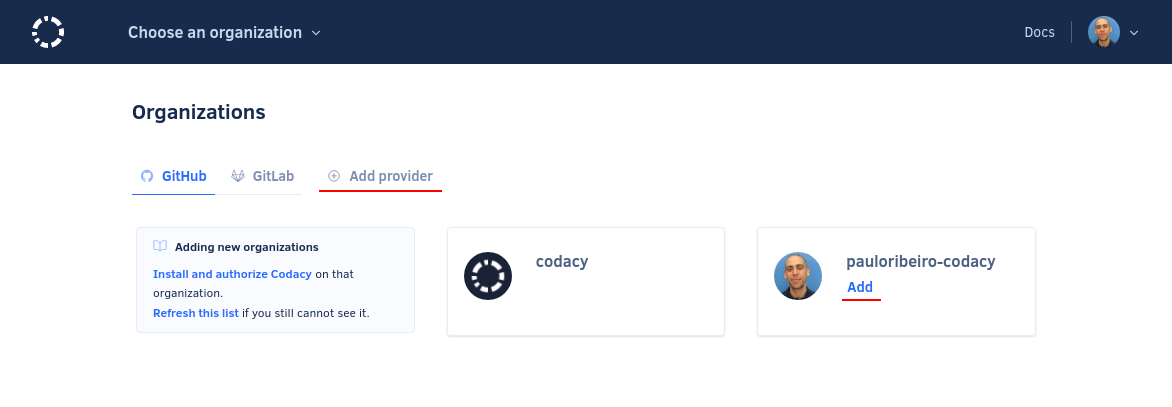 Choose an organization
Docs
Organizations
GitHub
GitLab
Add provider
Adding new organizations
Install and authorize Codacy on that
organization.
Refresh this list if you still cannot see it.
codacy
pauloribeiro-codacy
Add